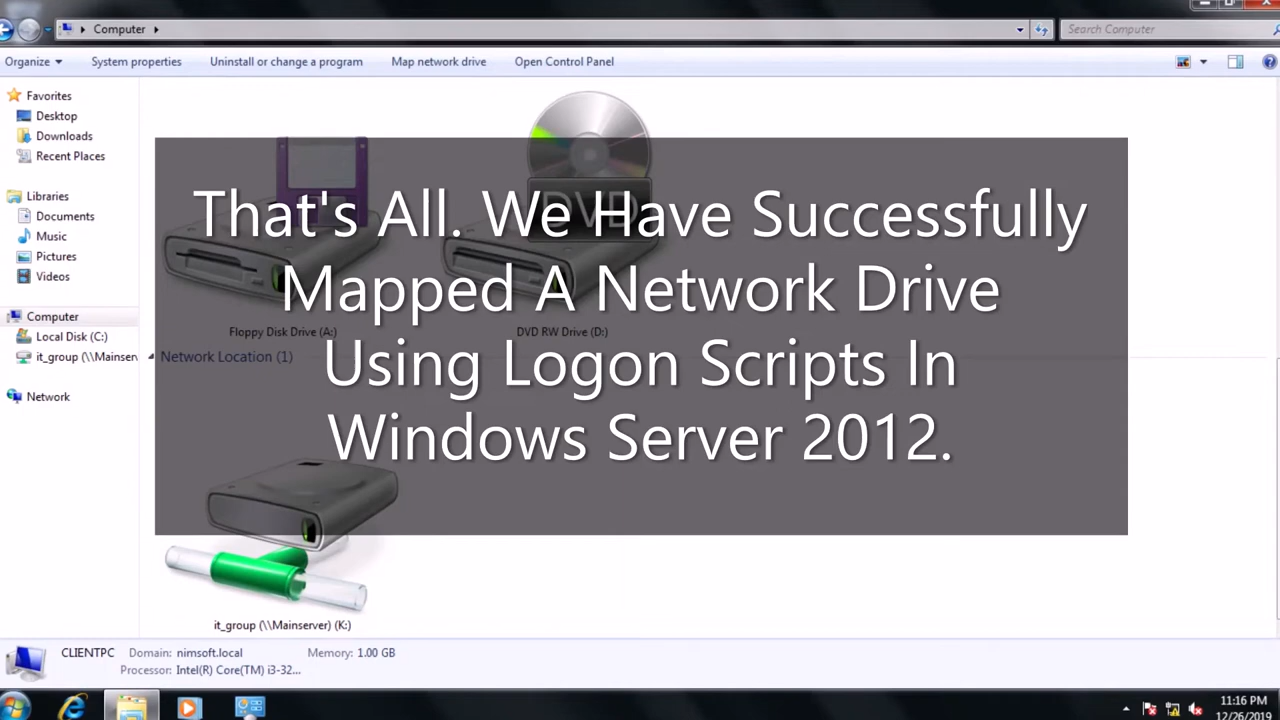 Computer
Search Computer
Organize
System properties
Uninstall or change a program
Map network drive
Open Control Panel
Favorites
Desktop
Downloads
Recent Places
Libraries
Documents
Music
Pictures
Videos
Computer
Local Disk (C:)
it_group (\\Mainserv
Network
DVD
That's All. We Have Successfully
Mapped A Network Drive
Using Logon Scripts In
Windows Server 2012.
Floppy Disk Drive (A:)
DVD RW Drive (D:)
Network Location (1)
it_group (\\Mainserver) (K:)
CLIENTPC
Domain: nimsoft.local
Memory: 1.00 GB
Processor: Intel(R) Core(TM) i3-32...
11:16 PM
12/26/2019